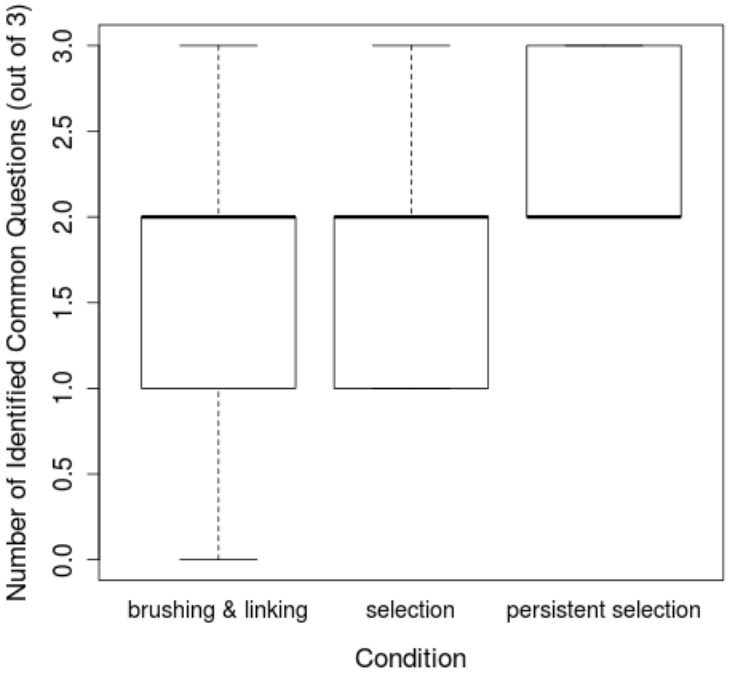 Number of Identified Common Questions (out of 3)
3.0
2.5
2.0
1.5
1.0
0.5
0.0
brushing & linking
selection
persistent selection
Condition